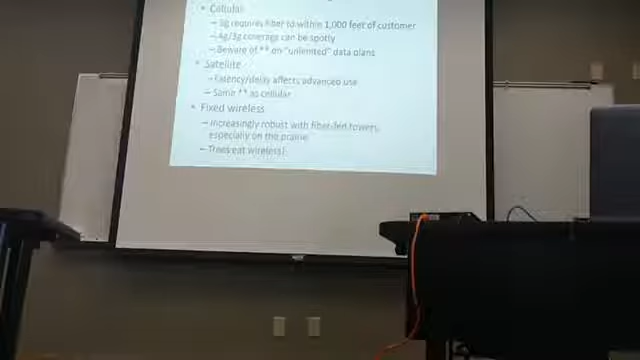 • Cellular
– 5g requires fiber to within 1,000 feet of customer
– 4g/3g coverage can be spotty
– Beware of ** on "unlimited" data plans
• Satellite
– Latency/delay affects advanced use
– Same ** as cellular
• Fixed wireless
– Increasingly robust with fiber-fed towers,
especially on the prairie
– Trees eat wireless!